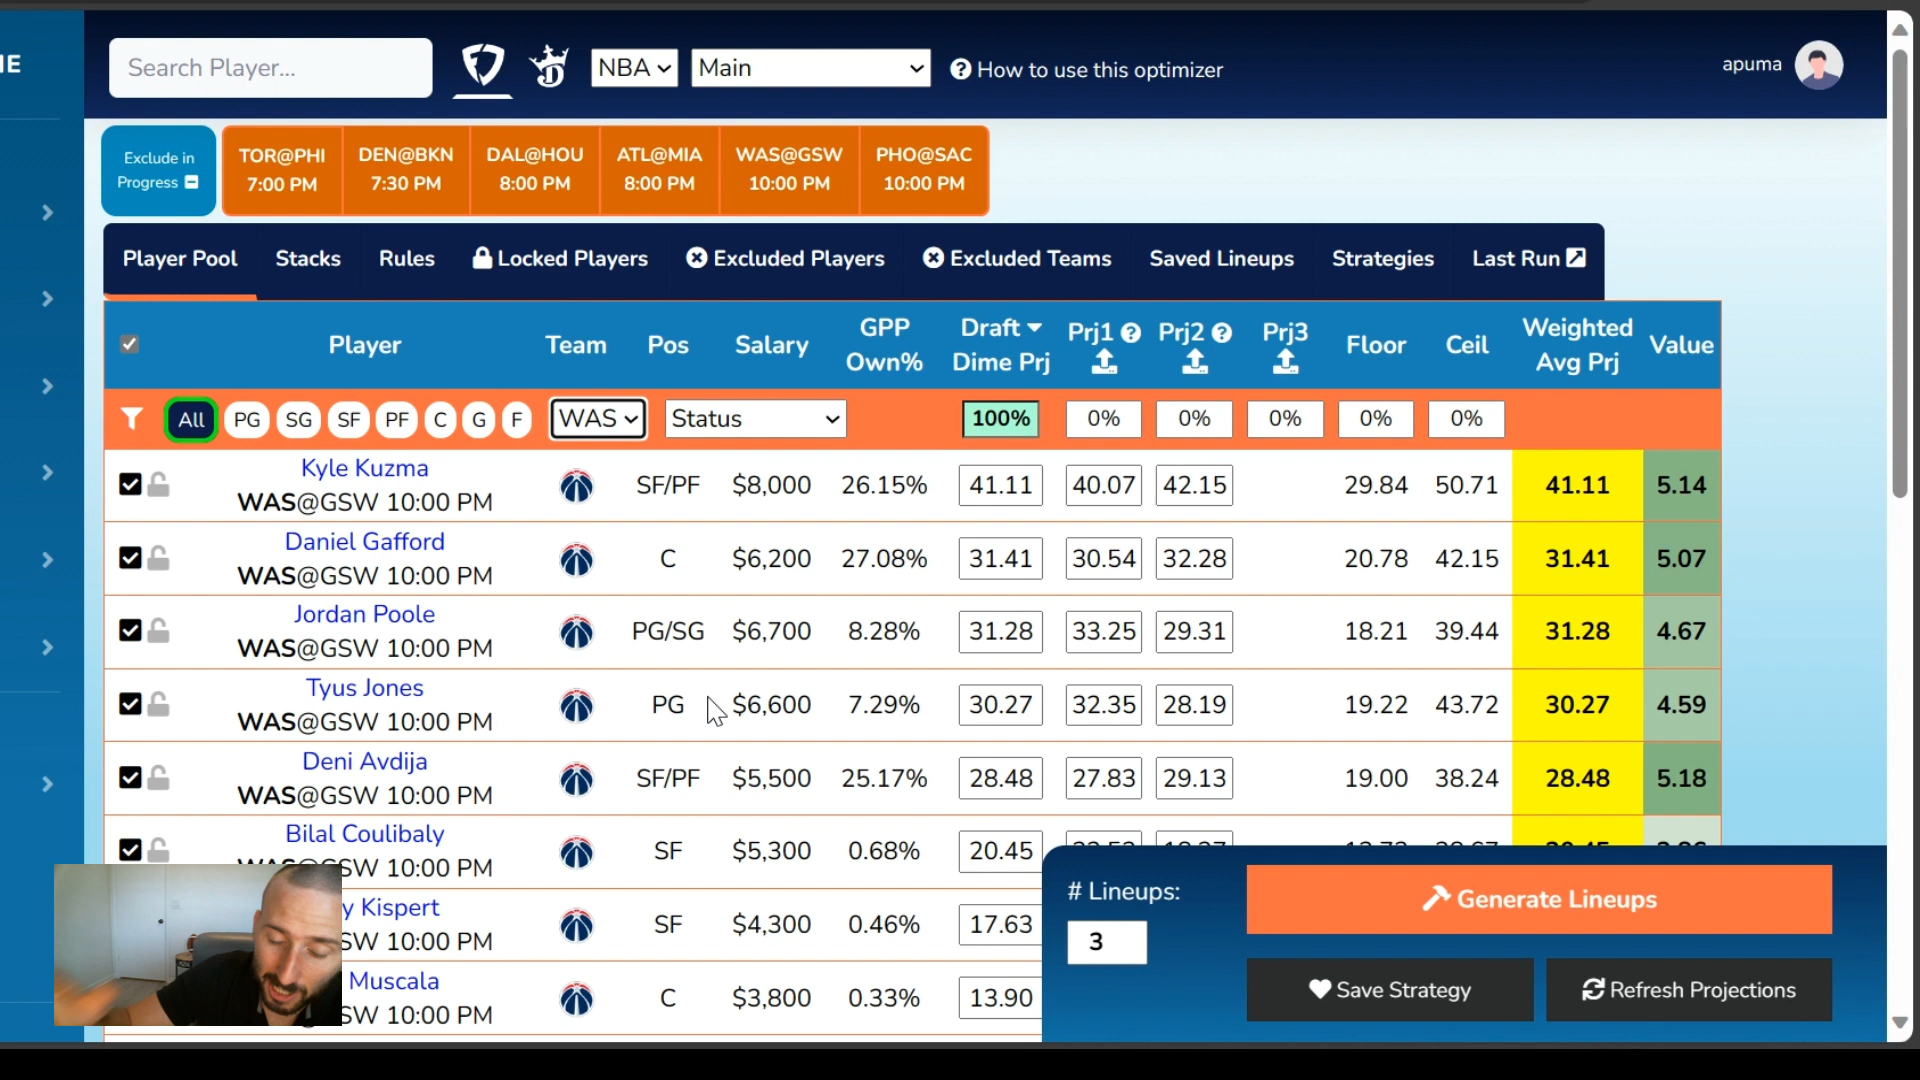 IE
Search Player...
NBA
Main
How to use this optimizer
apuma
Exclude in
Progress
TOR@PHI
7:00 PM
DEN@BKN
7:30 PM
DAL@HOU
8:00 PM
ATL@MIA
8:00 PM
WAS@GSW
10:00 PM
PHO@SAC
10:00 PM
Player Pool Stacks Rules Locked Players Excluded Players Excluded Teams Saved Lineups Strategies Last Run
Player Team Pos Salary GPP Own% Draft Dime Prj Prj1 Prj2 Prj3 Floor Ceil Weighted Avg Prj Value
All PG SG SF PF C G F WAS Status 100% 0% 0% 0% 0% 0%
Kyle Kuzma
WAS@GSW 10:00 PM SF/PF $8,000 26.15% 41.11 40.07 42.15 29.84 50.71 41.11 5.14
Daniel Gafford
WAS@GSW 10:00 PM C $6,200 27.08% 31.41 30.54 32.28 20.78 42.15 31.41 5.07
Jordan Poole
WAS@GSW 10:00 PM PG/SG $6,700 8.28% 31.28 33.25 29.31 18.21 39.44 31.28 4.67
Tyus Jones
WAS@GSW 10:00 PM PG $6,600 7.29% 30.27 32.35 28.19 19.22 43.72 30.27 4.59
Deni Avdija
WAS@GSW 10:00 PM SF/PF $5,500 25.17% 28.48 27.83 29.13 19.00 38.24 28.48 5.18
Bilal Coulibaly
WAS@GSW 10:00 PM SF $5,300 0.68% 20.45
y Kispert
SW 10:00 PM SF $4,300 0.46% 17.63
Muscala
SW 10:00 PM C $3,800 0.33% 13.90
# Lineups:
3
Generate Lineups
Save Strategy
Refresh Projections